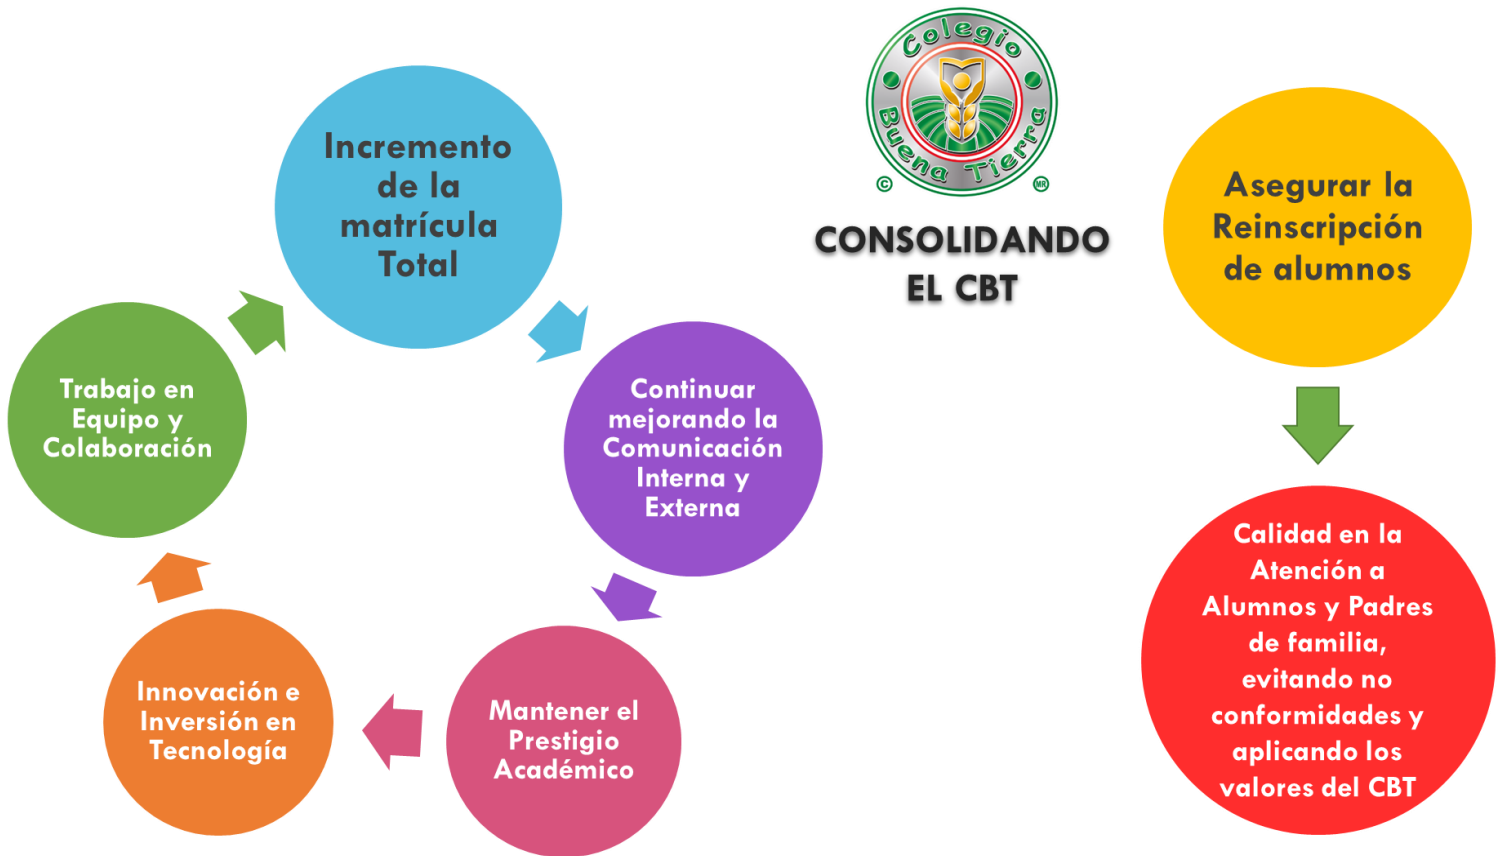 Colegio
Buena Tierra
© MR
CONSOLIDANDO
EL CBT
Incremento
de la
matrícula
Total
Continuar
mejorando la
Comunicación
Interna y
Externa
Mantener el
Prestigio
Académico
Innovación e
Inversión en
Tecnología
Trabajo en
Equipo y
Colaboración
Asegurar la
Reinscripción
de alumnos
Calidad en la
Atención a
Alumnos y Padres
de familia,
evitando no
conformidades y
aplicando los
valores del CBT